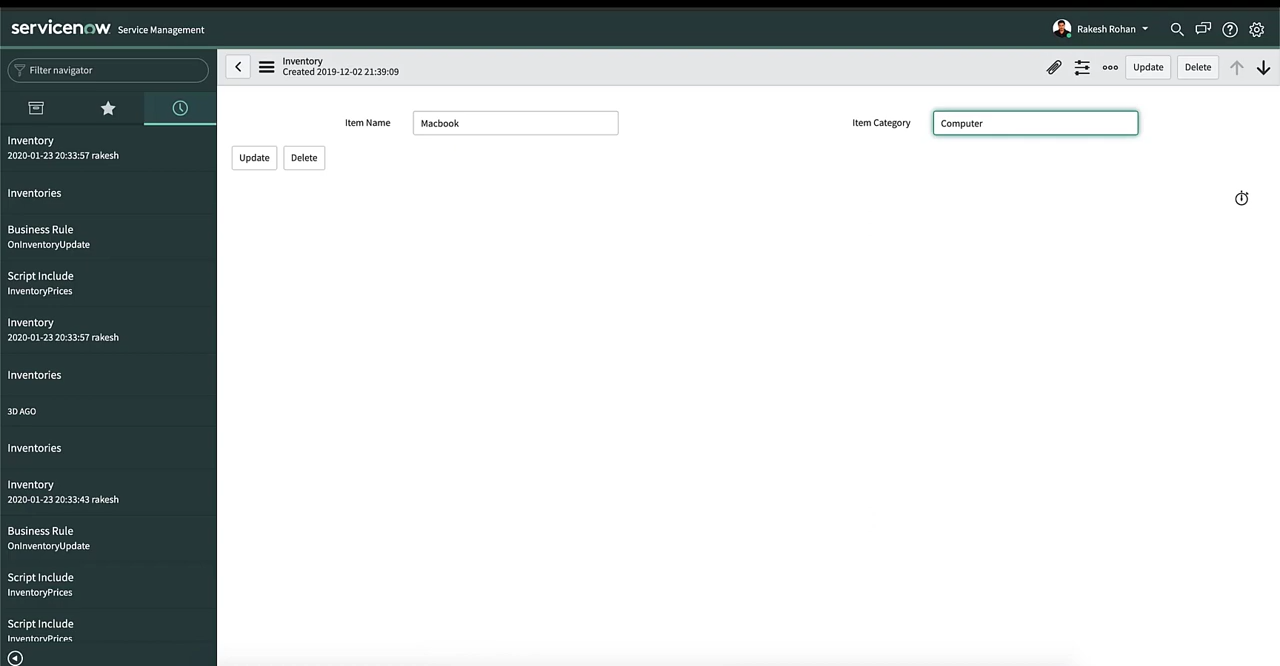 servicenow Service Management
Rakesh Rohan
Filter navigator
Inventory
2020-01-23 20:33:57 rakesh
Inventories
Business Rule
OnInventoryUpdate
Script Include
InventoryPrices
Inventory
2020-01-23 20:33:57 rakesh
Inventories
3D AGO
Inventories
Inventory
2020-01-23 20:33:43 rakesh
Business Rule
OnInventoryUpdate
Script Include
InventoryPrices
Script Include
InventoryPrices
Inventory
Created 2019-12-02 21:39:09
Update
Delete
Item Name
Macbook
Item Category
Computer
Update
Delete